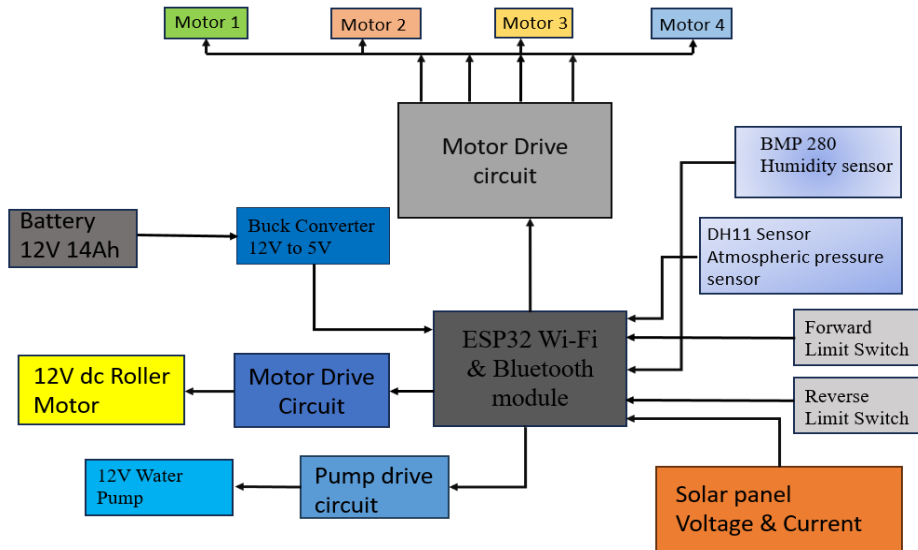 Motor 1
Motor 2
Motor 3
Motor 4
Motor Drive
circuit
BMP 280
Humidity sensor
Battery
12V 14Ah
Buck Converter
12V to 5V
DH11 Sensor
Atmospheric pressure
sensor
ESP32 Wi-Fi
& Bluetooth
module
Forward
Limit Switch
12V dc Roller
Motor
Motor Drive
Circuit
Reverse
Limit Switch
12V Water
Pump
Pump drive
circuit
Solar panel
Voltage & Current